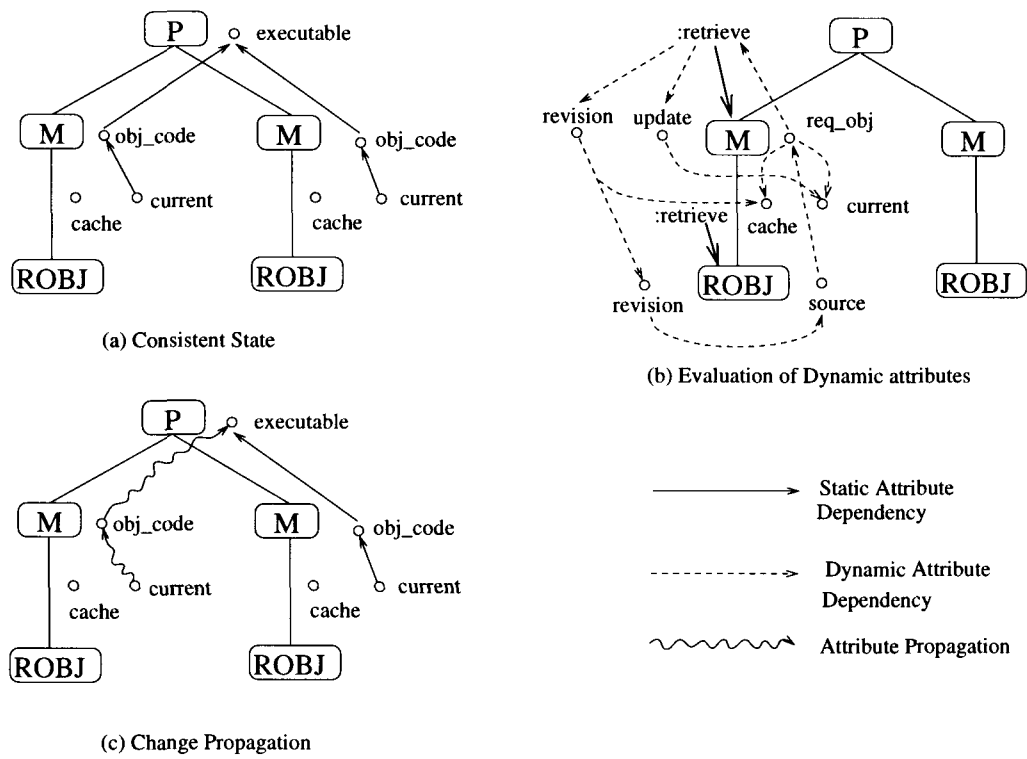 P
executable
M
obj_code
M
obj_code
cache
current
cache
current
ROBJ
ROBJ
(a) Consistent State
:retrieve
P
revision
update
M
req_obj
M
:retrieve
cache
current
ROBJ
ROBJ
revision
source
(b) Evaluation of Dynamic attributes
P
executable
M
obj_code
M
obj_code
cache
current
cache
current
ROBJ
ROBJ
(c) Change Propagation
Static Attribute
Dependency
Dynamic Attribute
Dependency
Attribute Propagation